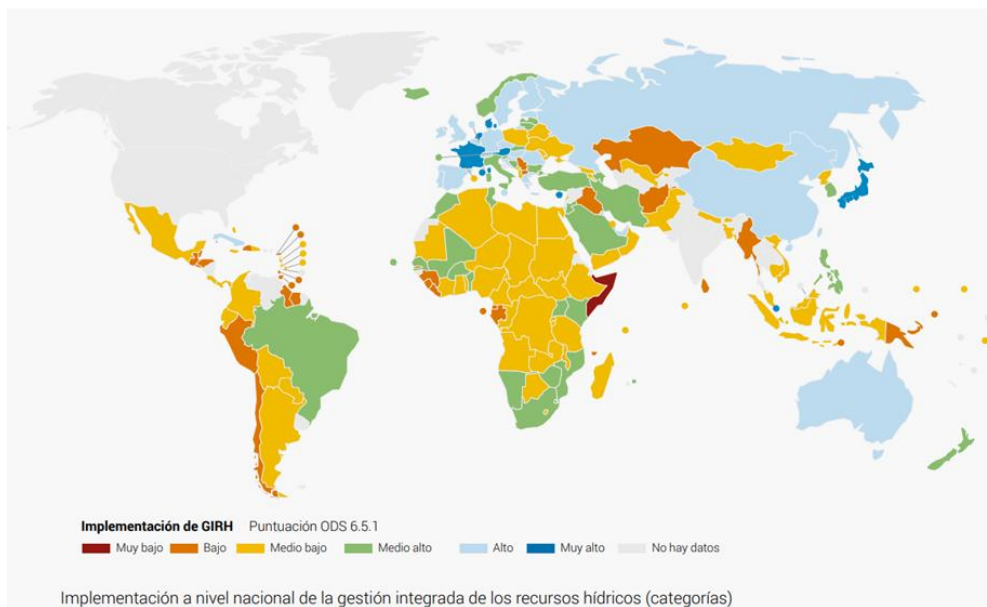 Implementación de GIRH Puntuación ODS 6.5.1
Muy bajo Bajo Medio bajo Medio alto Alto Muy alto No hay datos
Implementación a nivel nacional de la gestión integrada de los recursos hídricos (categorías)